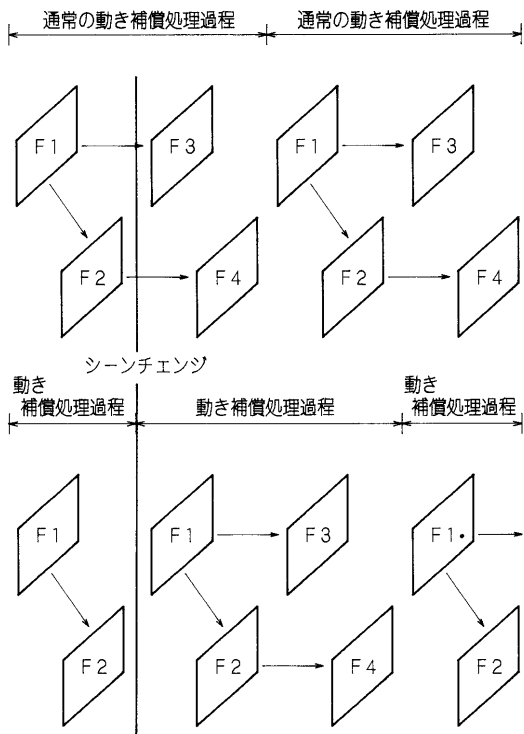 通常の動き補償処理過程 通常の動き補償処理過程
F1 F3 F1 F3
F2 F4 F2 F4
シーンチェンジ
動き 動き
補償処理過程 動き補償処理過程 補償処理過程
F1 F1 F3 F1
F2 F2 F4 F2